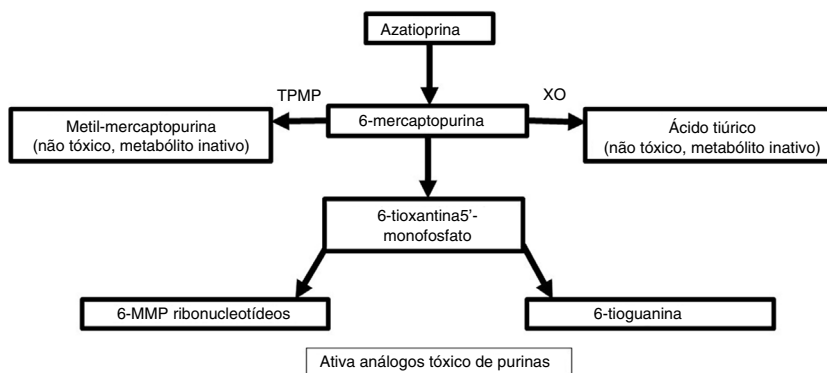 Azatioprina
TPMP
XO
Metil-mercaptopurina
(não tóxico, metabólito inativo)
6-mercaptopurina
Ácido tiúrico
(não tóxico, metabólito inativo)
6-tioxantina5'-
monofosfato
6-MMP ribonucleotídeos
6-tioguanina
Ativa análogos tóxico de purinas